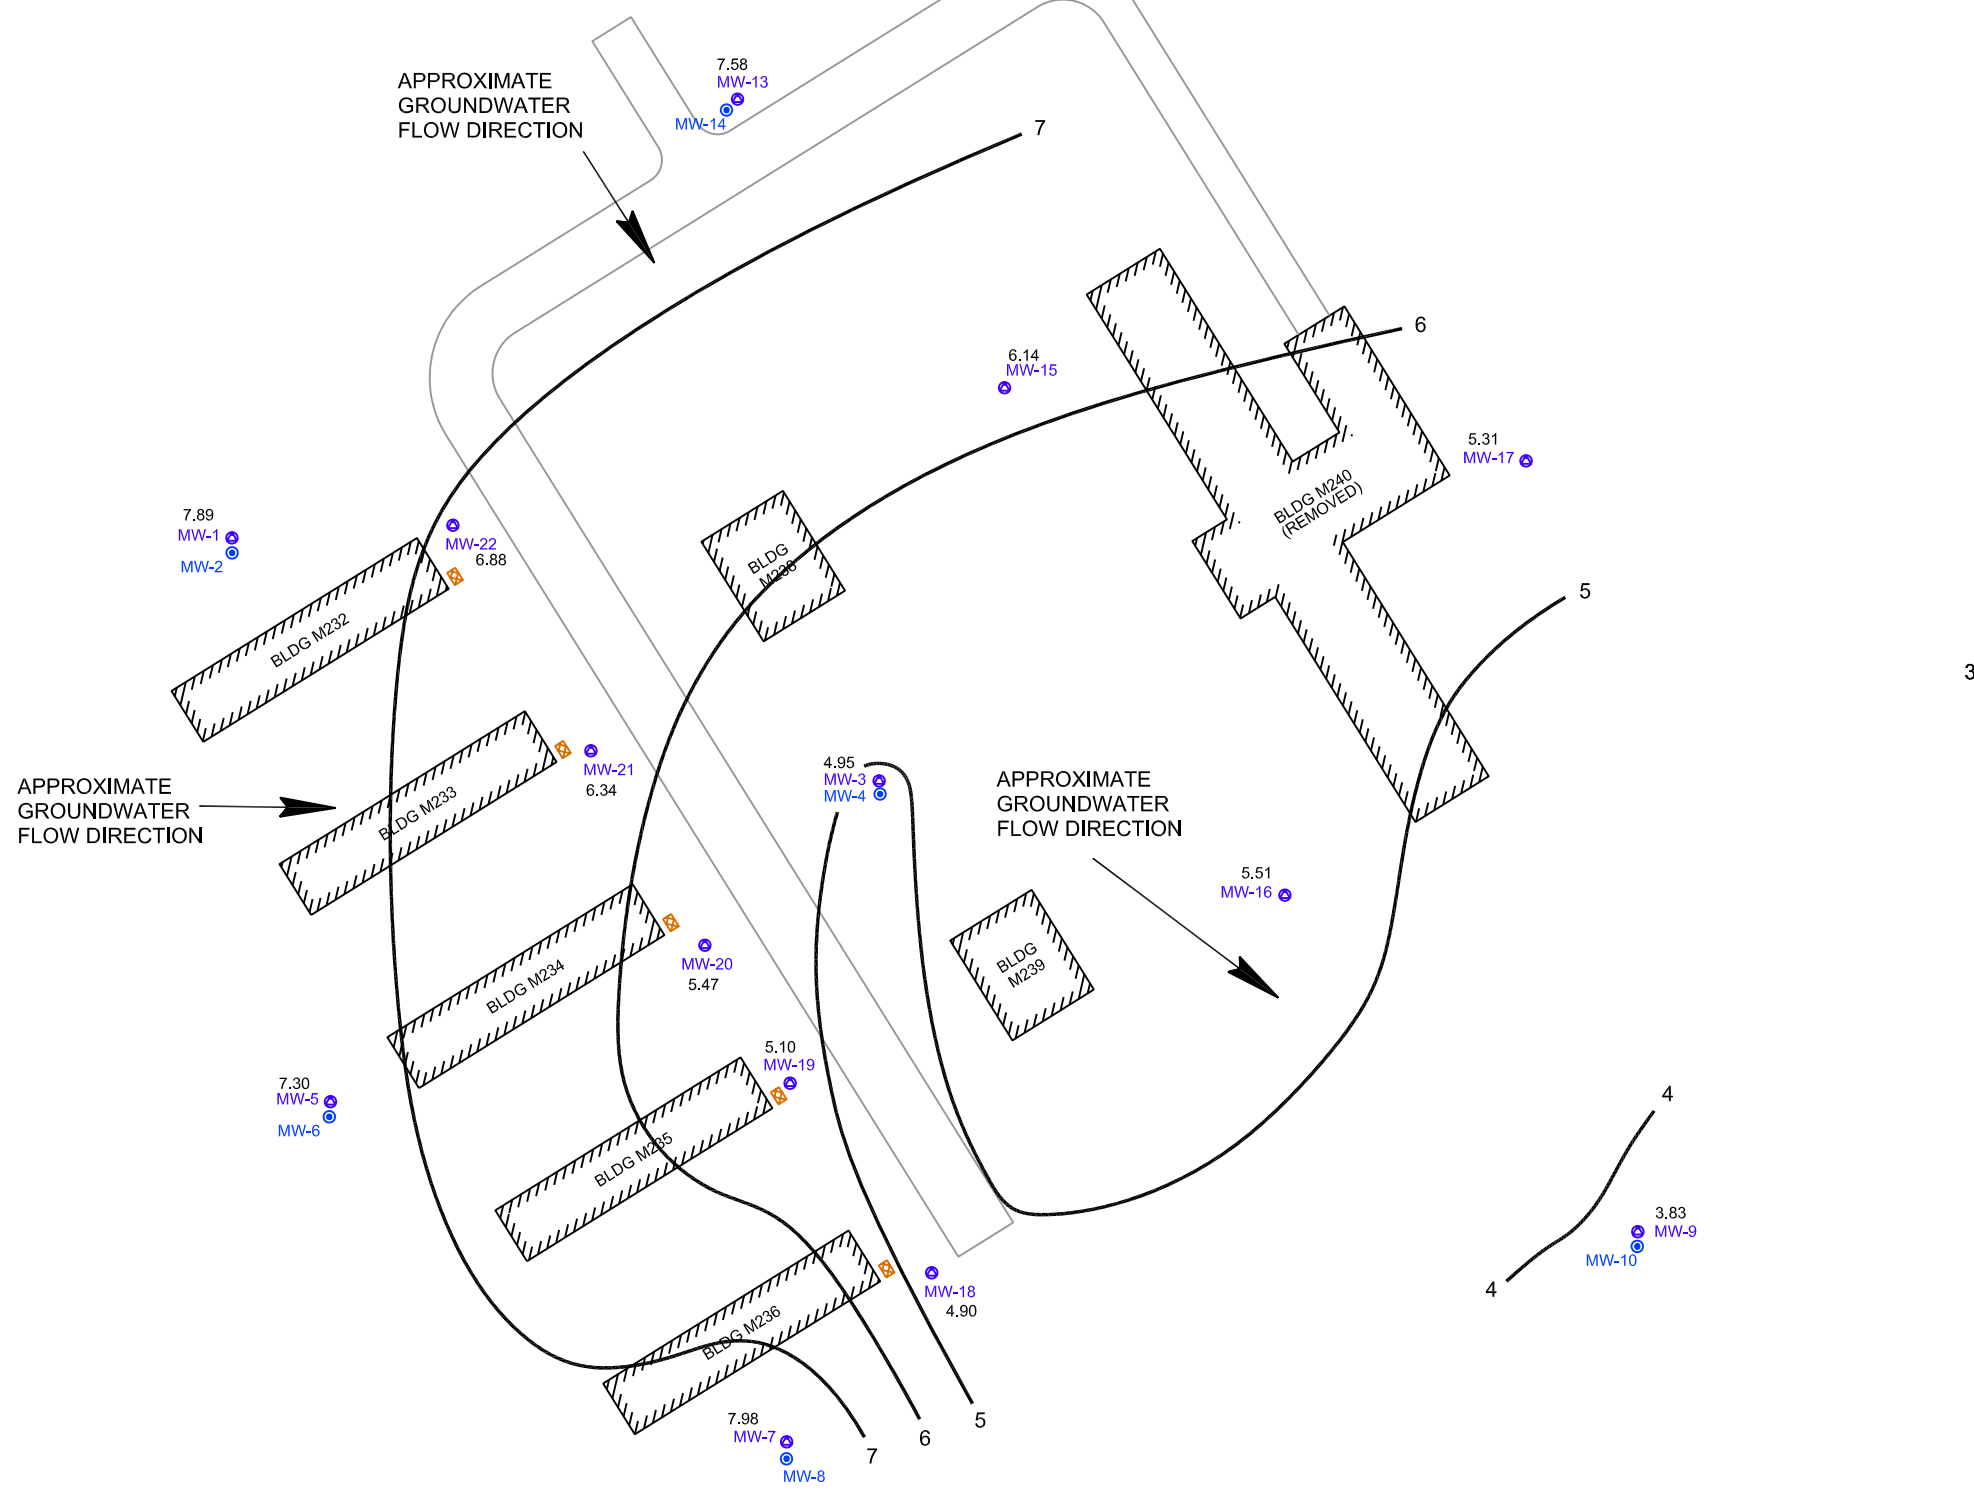 7.58
MW-13
MW-14
APPROXIMATE
GROUNDWATER
FLOW DIRECTION
7
6
6.14
MW-15
5.31
MW-17
BLDG M240
(REMOVED)
7.89
MW-1
MW-2
MW-22
6.88
BLDG
M238
BLDG M232
5
3
MW-21
6.34
4.95
MW-3
MW-4
APPROXIMATE
GROUNDWATER
FLOW DIRECTION
BLDG M233
APPROXIMATE
GROUNDWATER
FLOW DIRECTION
5.51
MW-16
MW-20
5.47
BLDG M234
BLDG
M239
5.10
MW-19
7.30
MW-5
MW-6
BLDG M235
4
3.83
MW-9
MW-10
4
MW-18
4.90
BLDG M236
7.98
MW-7
MW-8
7
6
5